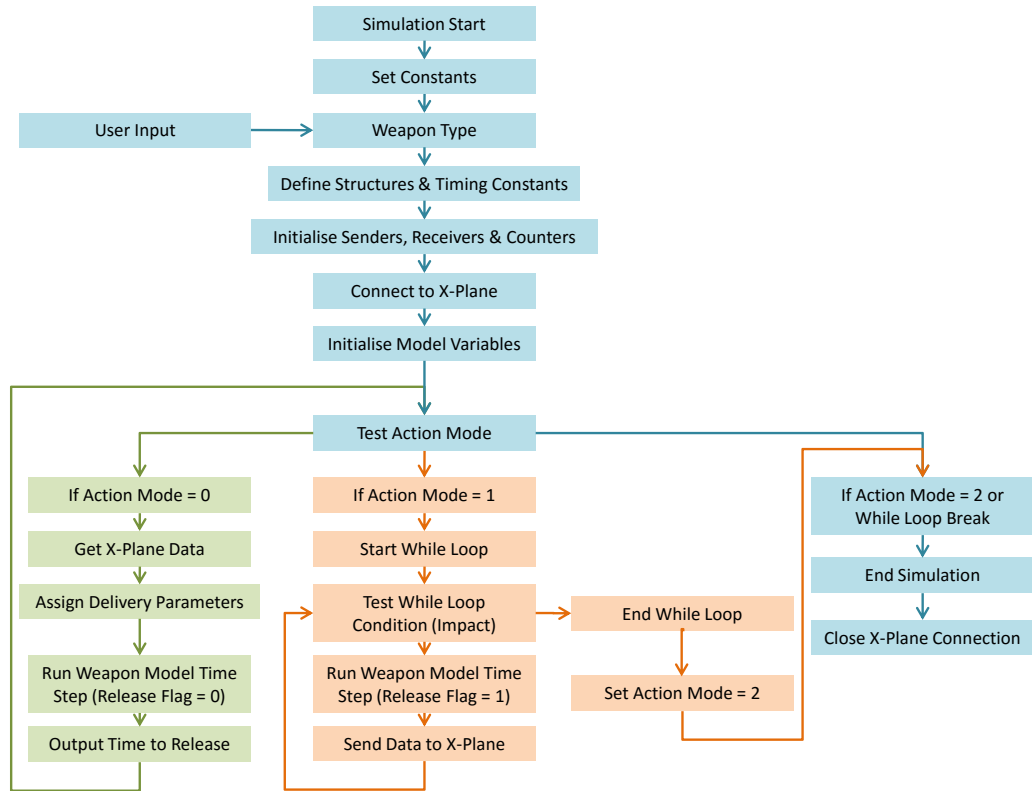 Simulation Start
Set Constants
User Input
Weapon Type
Define Structures & Timing Constants
Initialise Senders, Receivers & Counters
Connect to X-Plane
Initialise Model Variables
Test Action Mode
If Action Mode = 0
Get X-Plane Data
Assign Delivery Parameters
Run Weapon Model Time
Step (Release Flag = 0)
Output Time to Release
If Action Mode = 1
Start While Loop
Test While Loop
Condition (Impact)
Run Weapon Model Time
Step (Release Flag = 1)
Send Data to X-Plane
End While Loop
Set Action Mode = 2
If Action Mode = 2 or
While Loop Break
End Simulation
Close X-Plane Connection